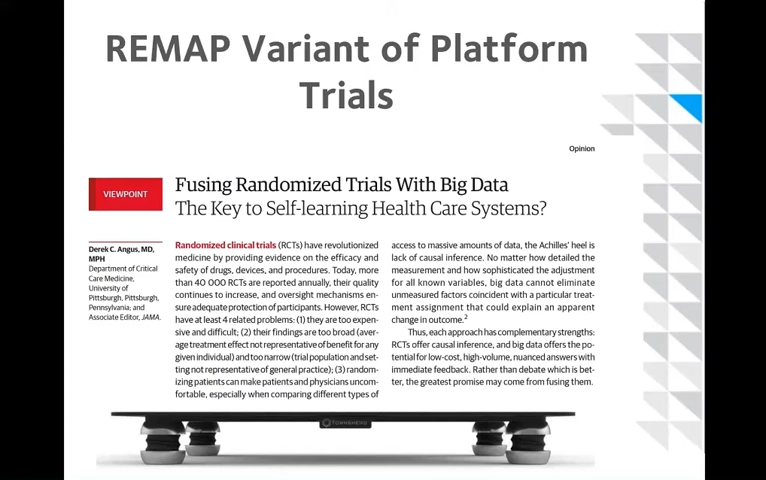 REMAP Variant of Platform
Trials
Opinion
VIEWPOINT
Fusing Randomized Trials With Big Data
The Key to Self-learning Health Care Systems?
Derek C. Angus, MD,
MPH
Department of Critical
Care Medicine,
University of
Pittsburgh, Pittsburgh,
Pennsylvania; and
Associate Editor, JAMA.
Randomized clinical trials (RCTs) have revolutionized
medicine by providing evidence on the efficacy and
safety of drugs, devices, and procedures. Today, more
than 40 000 RCTs are reported annually, their quality
continues to increase, and oversight mechanisms en-
sure adequate protection of participants. However, RCTs
have at least 4 related problems: (1) they are too expen-
sive and difficult; (2) their findings are too broad (aver-
age treatment effect not representative of benefit for any
given individual) and too narrow (trial population and set-
ting not representative of general practice); (3) random-
izing patients can make patients and physicians uncom-
fortable, especially when comparing different types of
access to massive amounts of data, the Achilles' heel is
lack of causal inference. No matter how detailed the
measurement and how sophisticated the adjustment
for all known variables, big data cannot eliminate
unmeasured factors coincident with a particular treat-
ment assignment that could explain an apparent
change in outcome.2
Thus, each approach has complementary strengths:
RCTs offer causal inference, and big data offers the po-
tential for low-cost, high-volume, nuanced answers with
immediate feedback. Rather than debate which is bet-
ter, the greatest promise may come from fusing them.